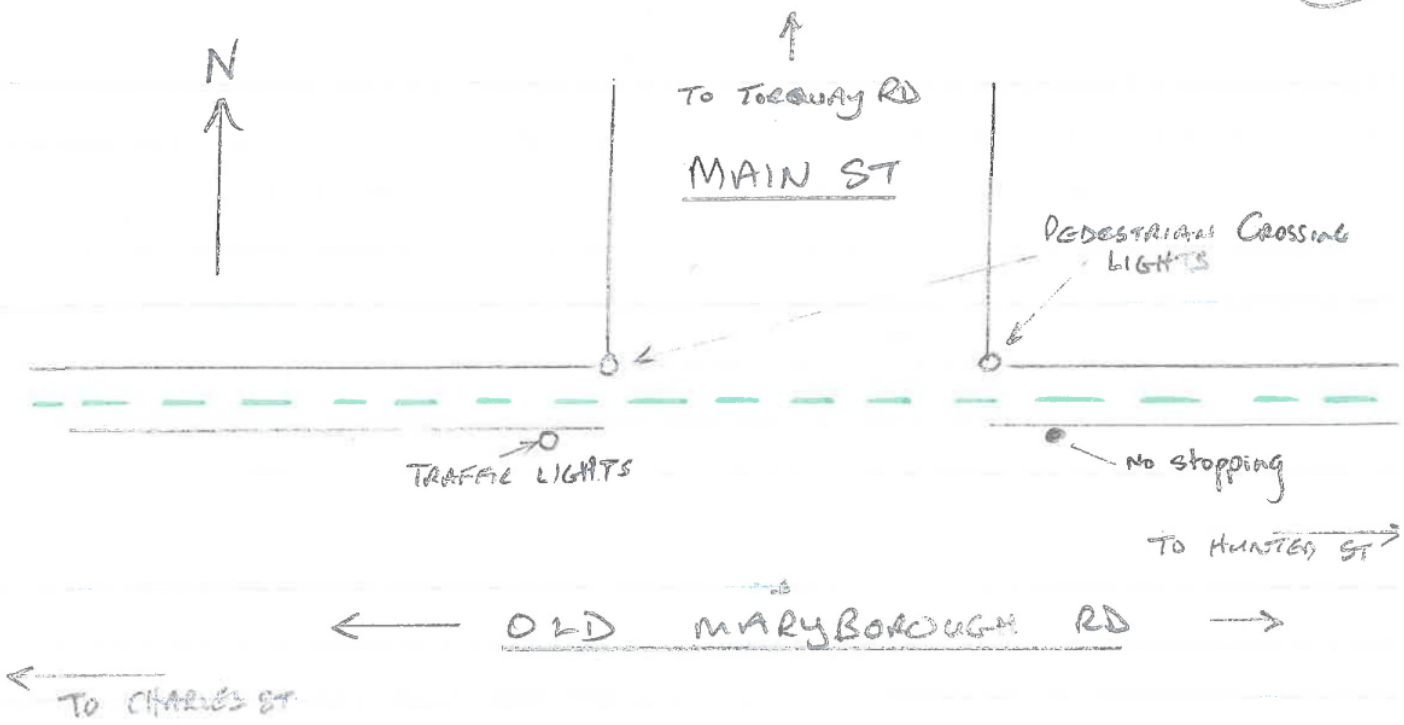 N
TO TORQUAY RD
MAIN ST
PEDESTRIAN CROSSING
LIGHTS
TRAFFIC LIGHTS
No stopping
TO HUNTER ST
OLD MARYBOROUGH RD
TO CHARLES ST